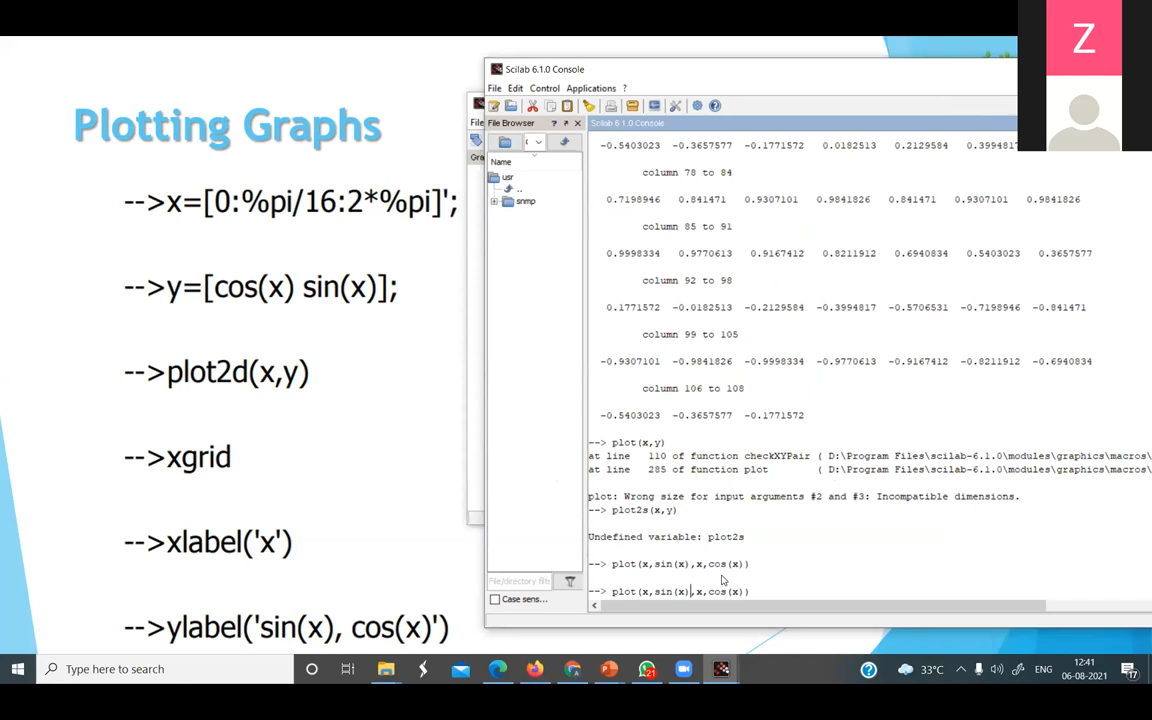 Plotting Graphs
-->x=[0:%pi/16:2*%pi]';
-->y=[cos(x) sin(x)];
-->plot2d(x,y)
-->xgrid
-->xlabel('x')
-->ylabel('sin(x), cos(x)')
Fil
Gra
Scilab 6.1.0 Console
File Edit Control Applications ?
File Browser ? ↗ ×
Name
usr
..
snmp
File/directory filt
Case sens...
Scilab 6.1.0 Console
-0.5403023 -0.3657577 -0.1771572 0.0182513 0.2129584 0.39948
column 78 to 84
0.7198946 0.841471 0.9307101 0.9841826 0.841471 0.9307101 0.9841826
column 85 to 91
0.9998334 0.9770613 0.9167412 0.8211912 0.6940834 0.5403023 0.3657577
column 92 to 98
0.1771572 -0.0182513 -0.2129584 -0.3994817 -0.5706531 -0.7198946 -0.841471
column 99 to 105
-0.9307101 -0.9841826 -0.9998334 -0.9770613 -0.9167412 -0.8211912 -0.6940834
column 106 to 108
-0.5403023 -0.3657577 -0.1771572
--> plot(x,y)
at line 110 of function checkXYPair ( D:\Program Files\scilab-6.1.0\modules\graphics\macros\
at line 285 of function plot ( D:\Program Files\scilab-6.1.0\modules\graphics\macros\
plot: Wrong size for input arguments #2 and #3: Incompatible dimensions.
--> plot2s(x,y)
Undefined variable: plot2s
--> plot(x,sin(x),x,cos(x))
--> plot(x,sin(x),x,cos(x))
Z
Type here to search
21
33°C
ENG
12:41
06-08-2021
17